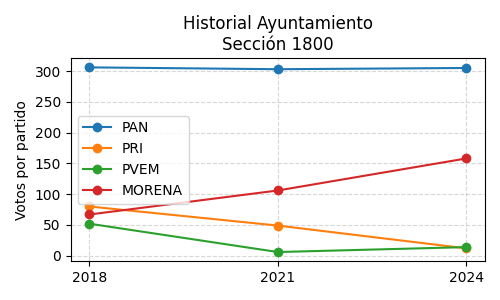 Historial Ayuntamiento
Sección 1800
Votos por partido
300
250
200
150
100
50
0
PAN
PRI
PVEM
MORENA
2018
2021
2024